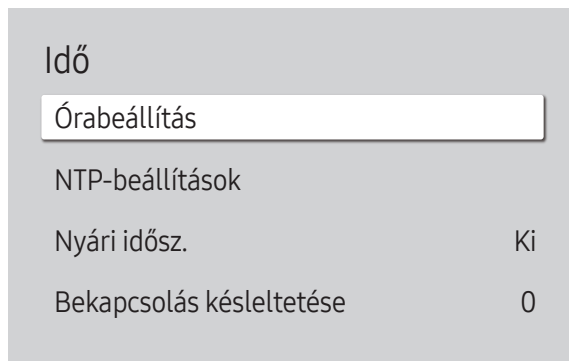 Idő
Órabeállítás
NTP-beállítások
Nyári idősz. Ki
Bekapcsolás késleltetése 0